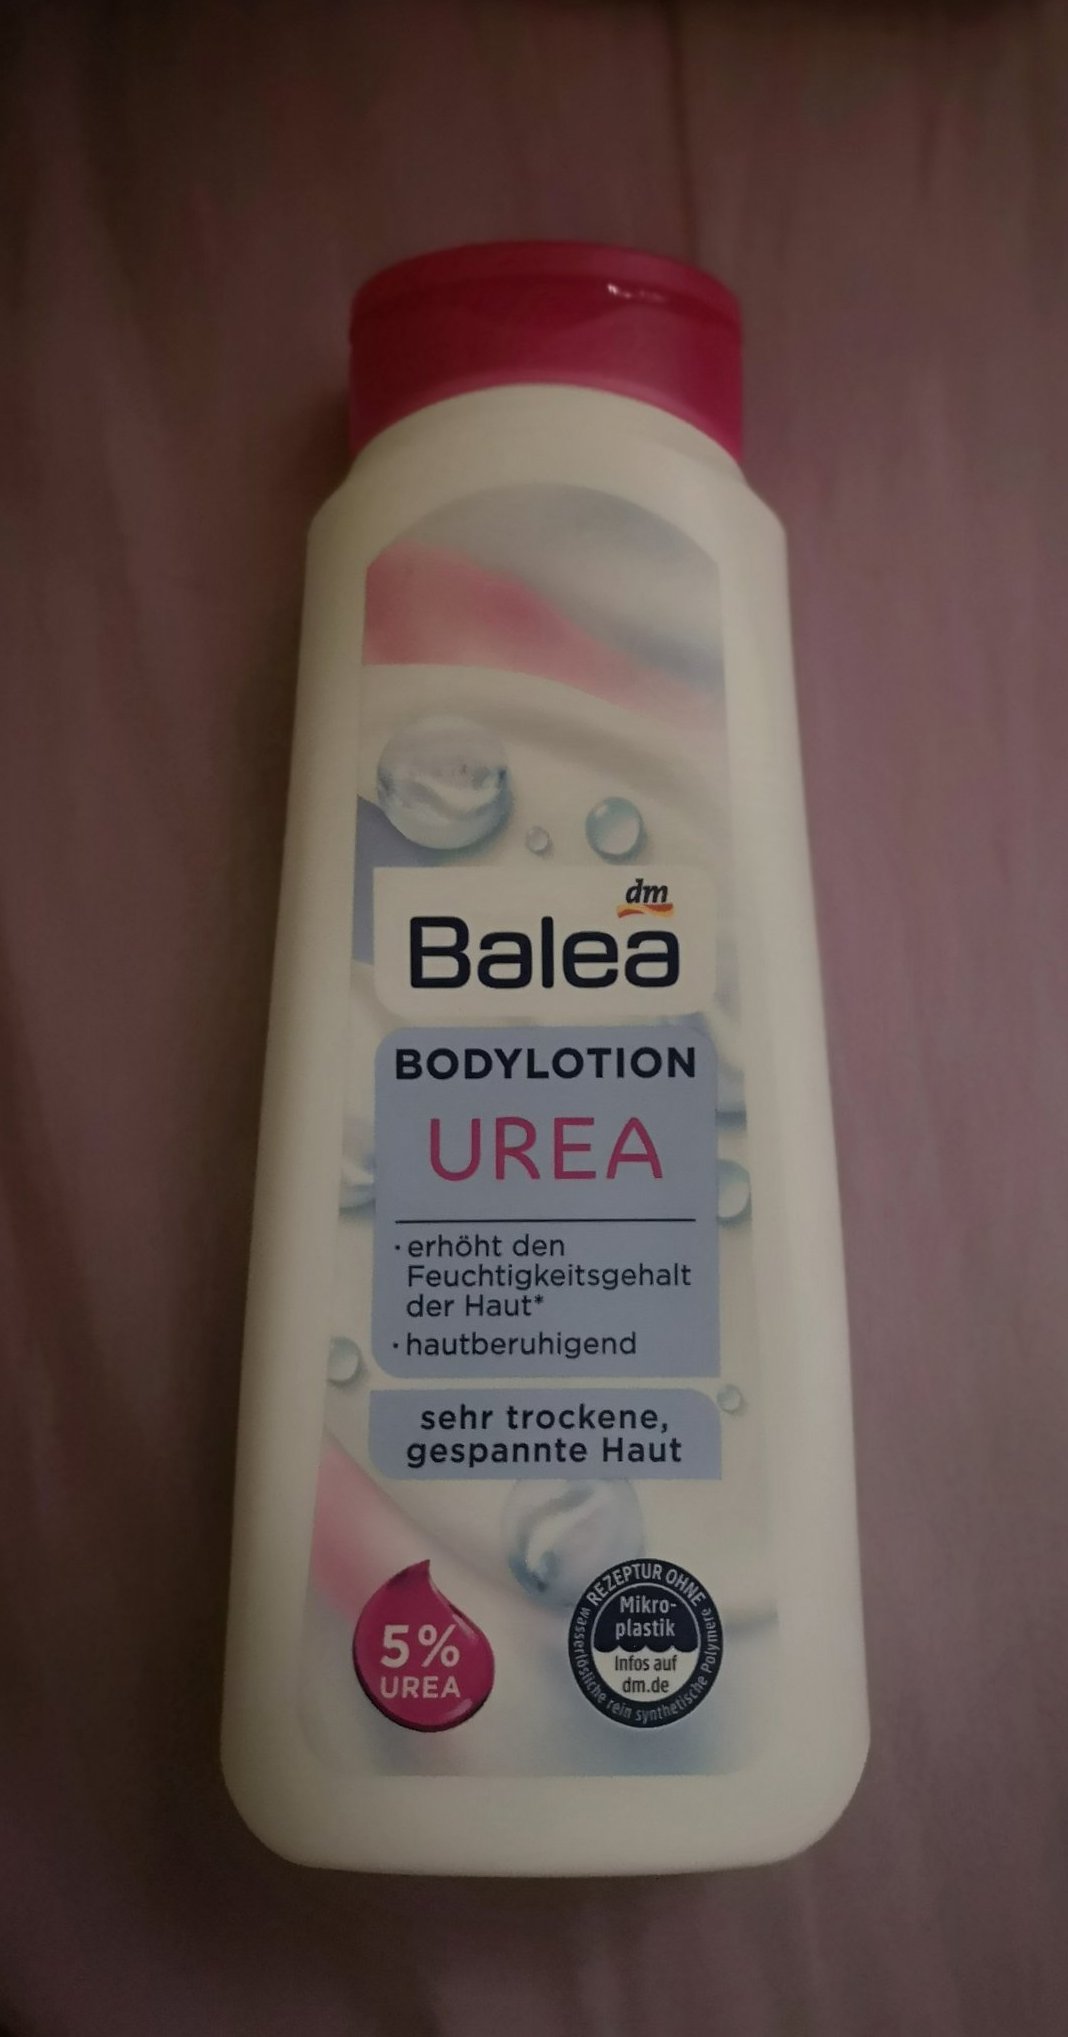 dm
Balea
BODYLOTION
UREA
· erhöht den
Feuchtigkeitsgehalt
der Haut*
· hautberuhigend
sehr trockene,
gespannte Haut
5%
UREA
REZEPTUR OHNE
Mikro-
plastik
Infos auf
dm.de
wasserlösliche rein synthetische Polymere